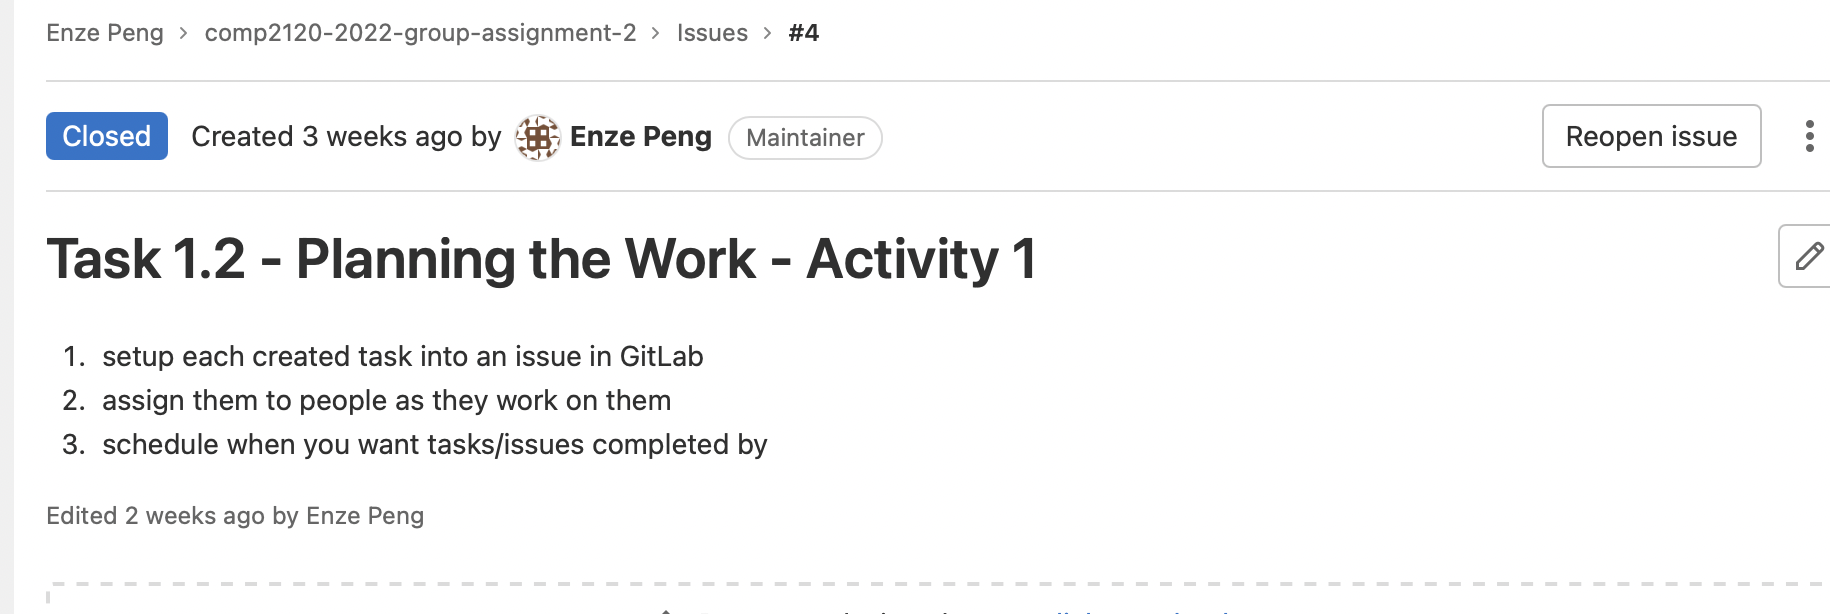 Enze Peng > comp2120-2022-group-assignment-2 > Issues > #4
Closed Created 3 weeks ago by Enze Peng Maintainer Reopen issue
Task 1.2 - Planning the Work - Activity 1
1. setup each created task into an issue in GitLab
2. assign them to people as they work on them
3. schedule when you want tasks/issues completed by
Edited 2 weeks ago by Enze Peng